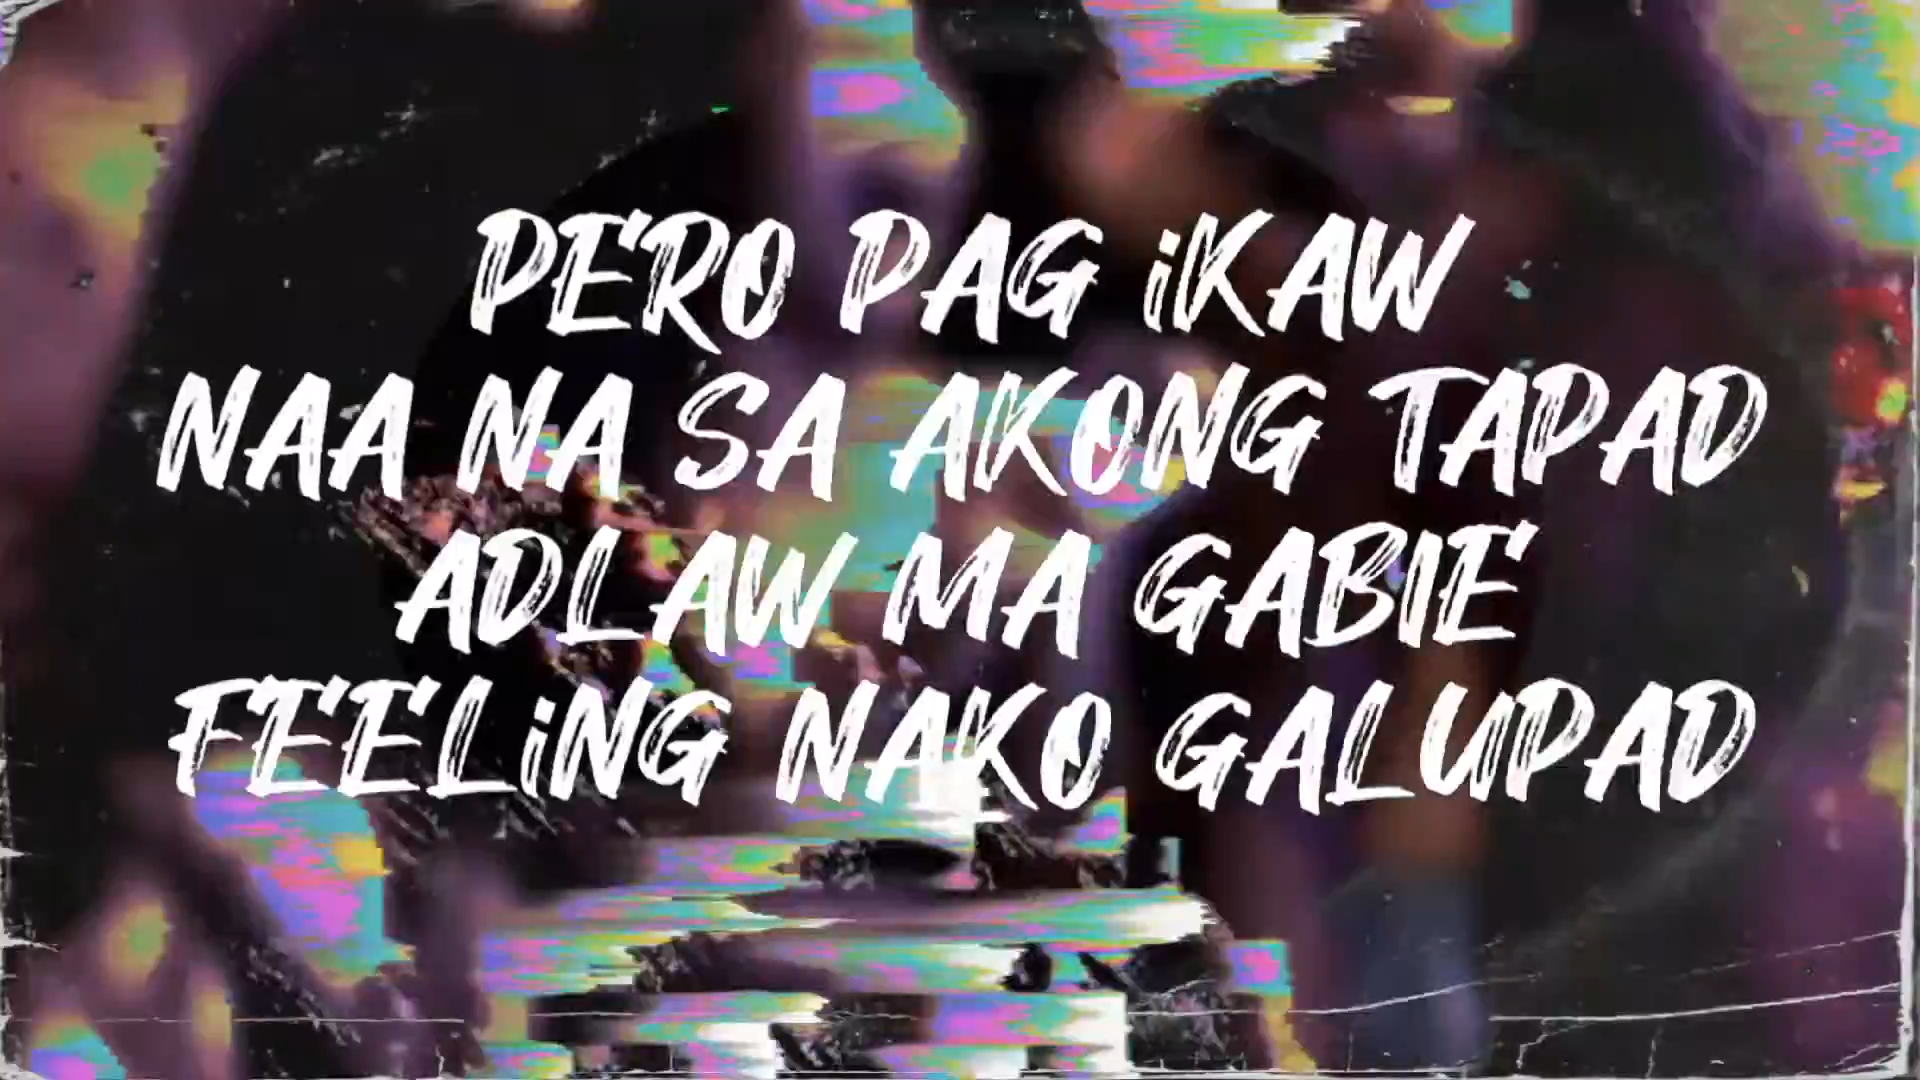 PERO PAG iKAW
NAA NA SA AKONG TAPAD
ADLAW MA GABIE
FEELiNG NAKO GALUPAD